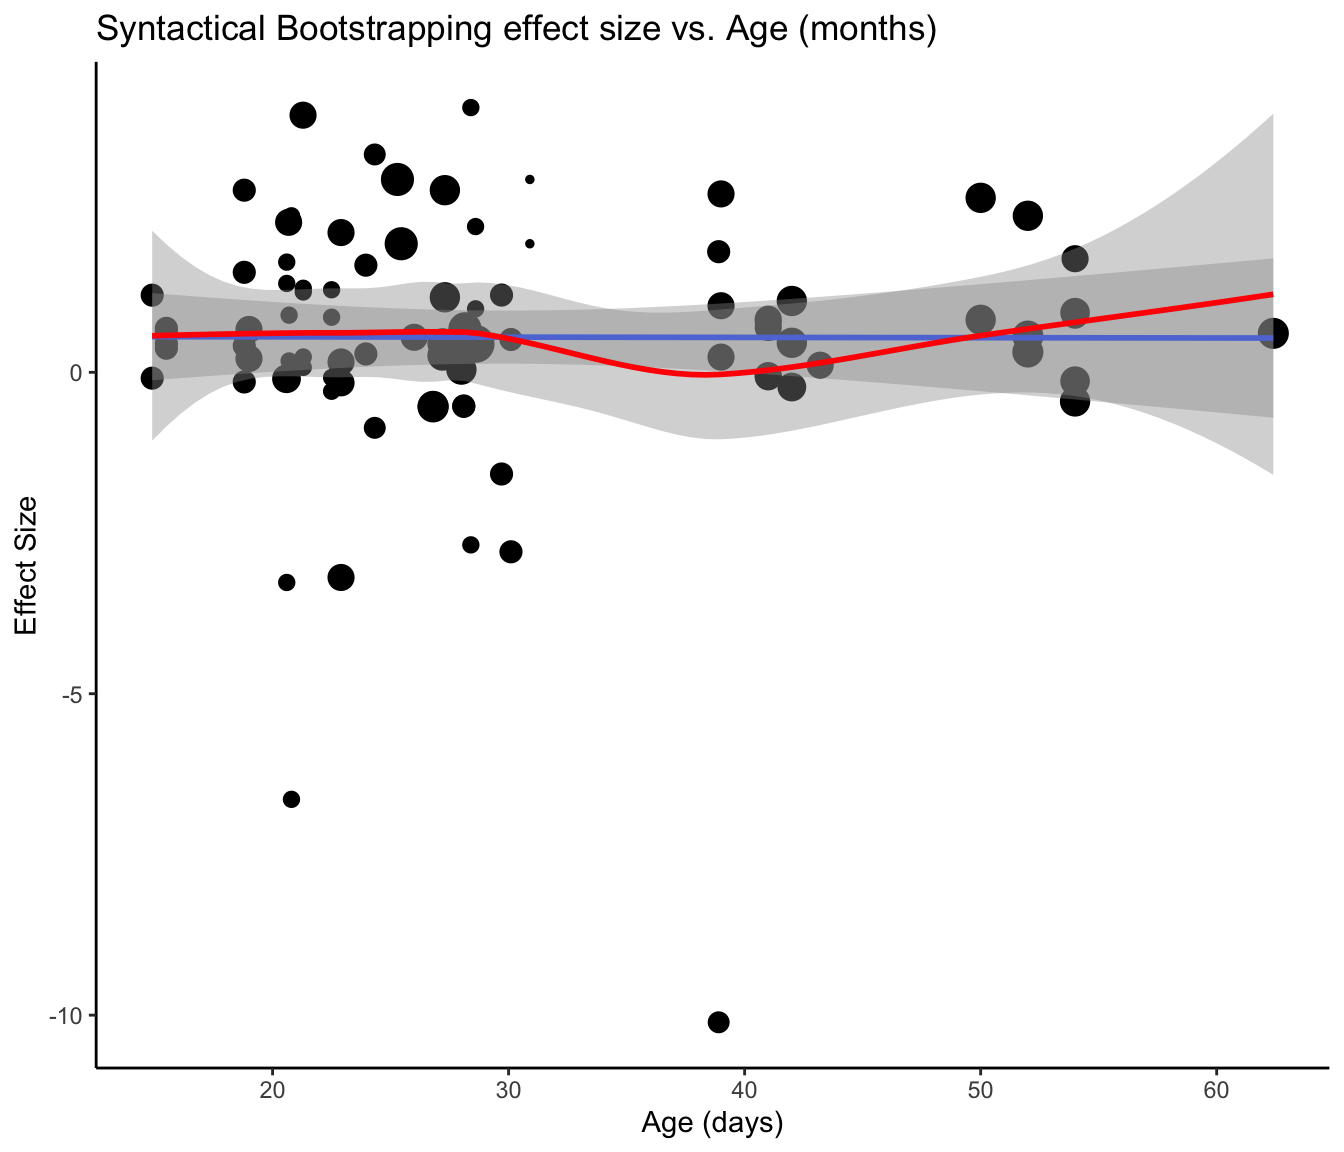 Syntactical Bootstrapping effect size vs. Age (months)
Effect Size
0
-5
-10
20 30 40 50 60
Age (days)